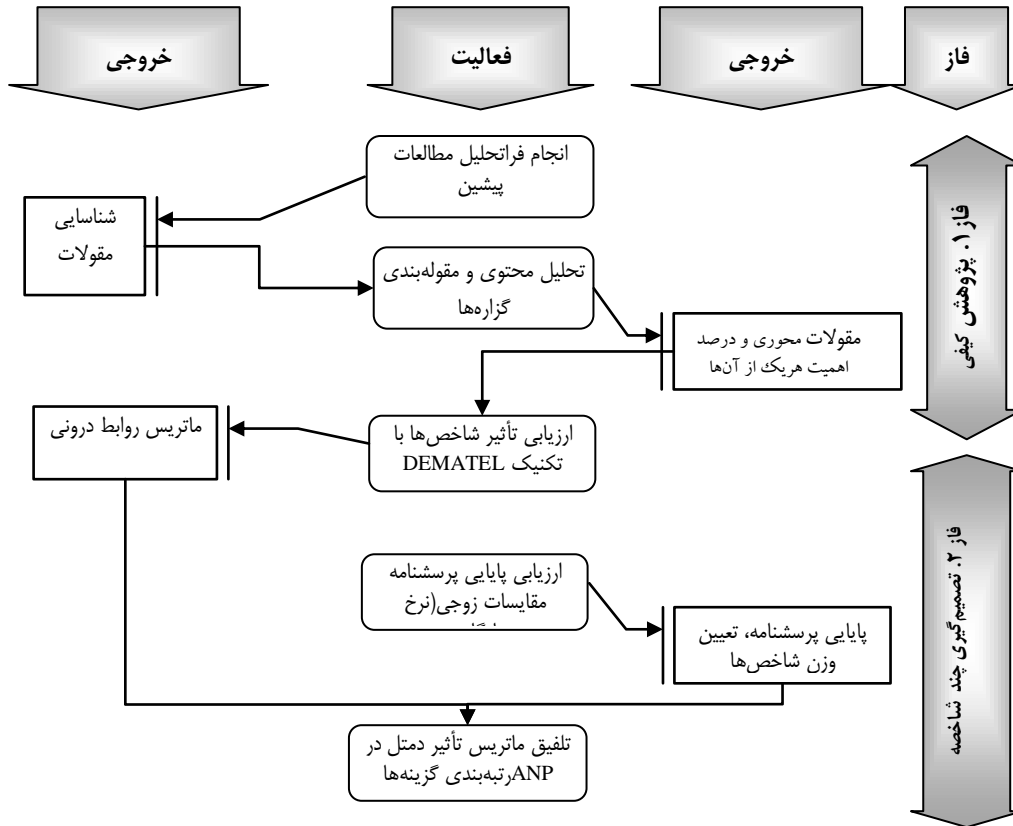 فاز
خروجی
فعالیت
خروجی
انجام فراتحلیل مطالعات
پیشین
شناسایی
مقولات
تحلیل محتوی و مقوله‌بندی
گزاره‌ها
مقولات محوری و درصد
اهمیت هریک از آن‌ها
فاز ۱. پژوهش کیفی
ارزیابی تأثیر شاخص‌ها با
تکنیک DEMATEL
ماتریس روابط درونی
فاز ۲. تصمیم‌گیری چند شاخصه
ارزیابی پایایی پرسشنامه
مقایسات زوجی(نرخ
پایایی پرسشنامه، تعیین
وزن شاخص‌ها
تلفیق ماتریس تأثیر دمتل در
ANPرتبه‌بندی گزینه‌ها